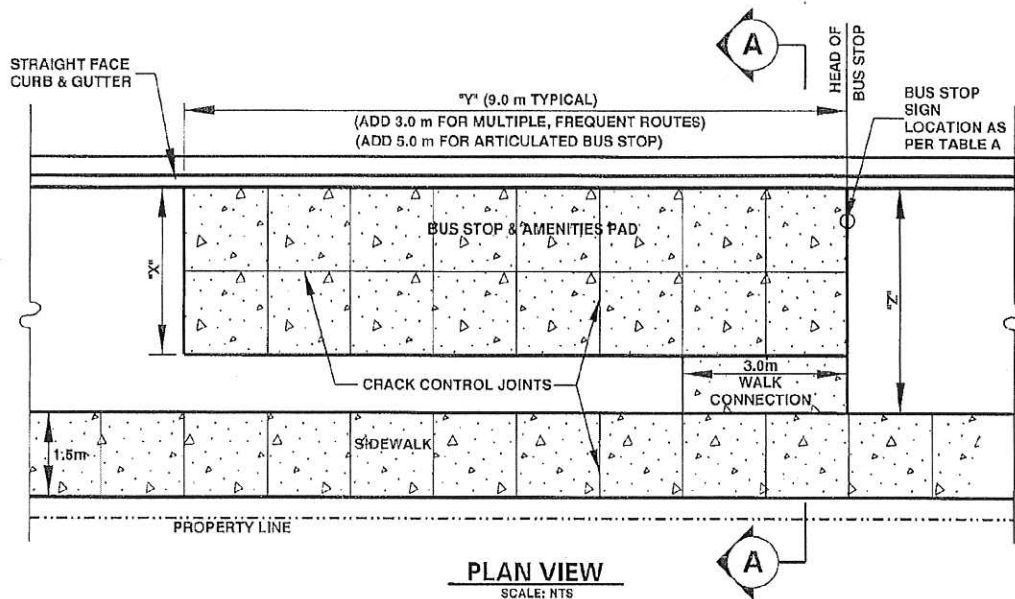 A
HEAD OF
BUS STOP
STRAIGHT FACE
CURB & GUTTER
"Y" (9.0 m TYPICAL)
(ADD 3.0 m FOR MULTIPLE, FREQUENT ROUTES)
(ADD 5.0 m FOR ARTICULATED BUS STOP)
BUS STOP
SIGN
LOCATION AS
PER TABLE A
BUS STOP & AMENITIES PAD
"X"
"Z"
CRACK CONTROL JOINTS
3.0m
WALK
CONNECTION
1.5m
SIDEWALK
PROPERTY LINE
A
PLAN VIEW
SCALE: NTS